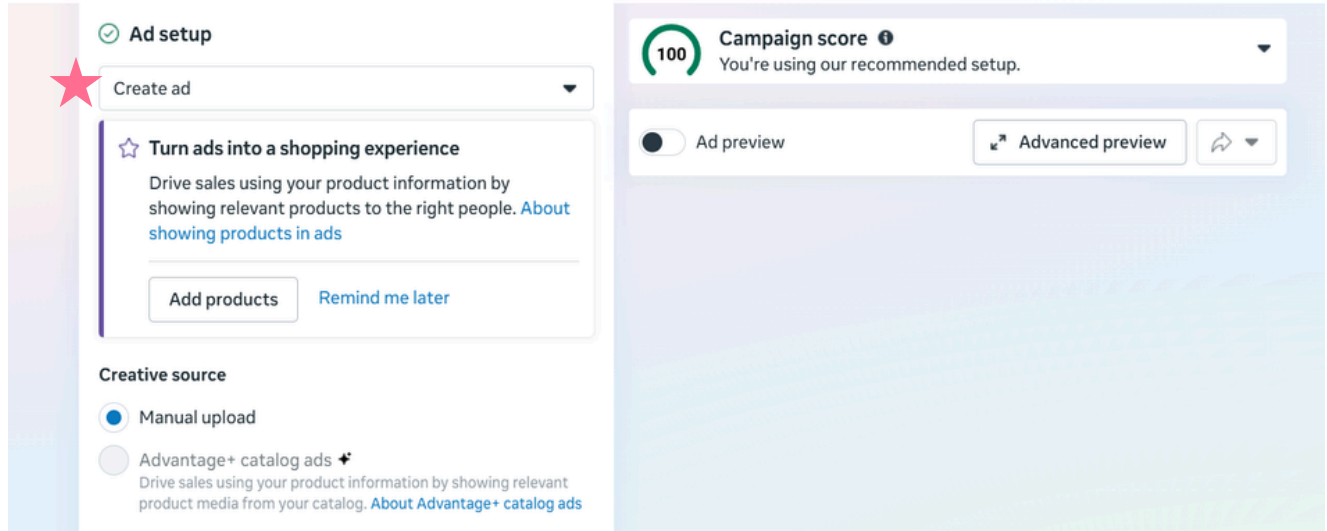 Ad setup
Create ad
Turn ads into a shopping experience
Drive sales using your product information by
showing relevant products to the right people. About
showing products in ads
Add products
Remind me later
Creative source
Manual upload
Advantage+ catalog ads
Drive sales using your product information by showing relevant
product media from your catalog. About Advantage+ catalog ads
100
Campaign score
You're using our recommended setup.
Ad preview
Advanced preview